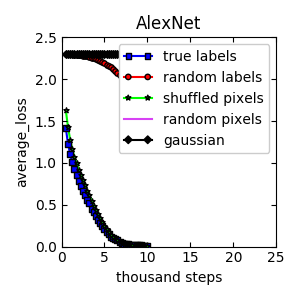 AlexNet
2.5
2.0
1.5
1.0
0.5
0.0
average_loss
true labels
random labels
shuffled pixels
random pixels
gaussian
0 5 10 15 20 25
thousand steps